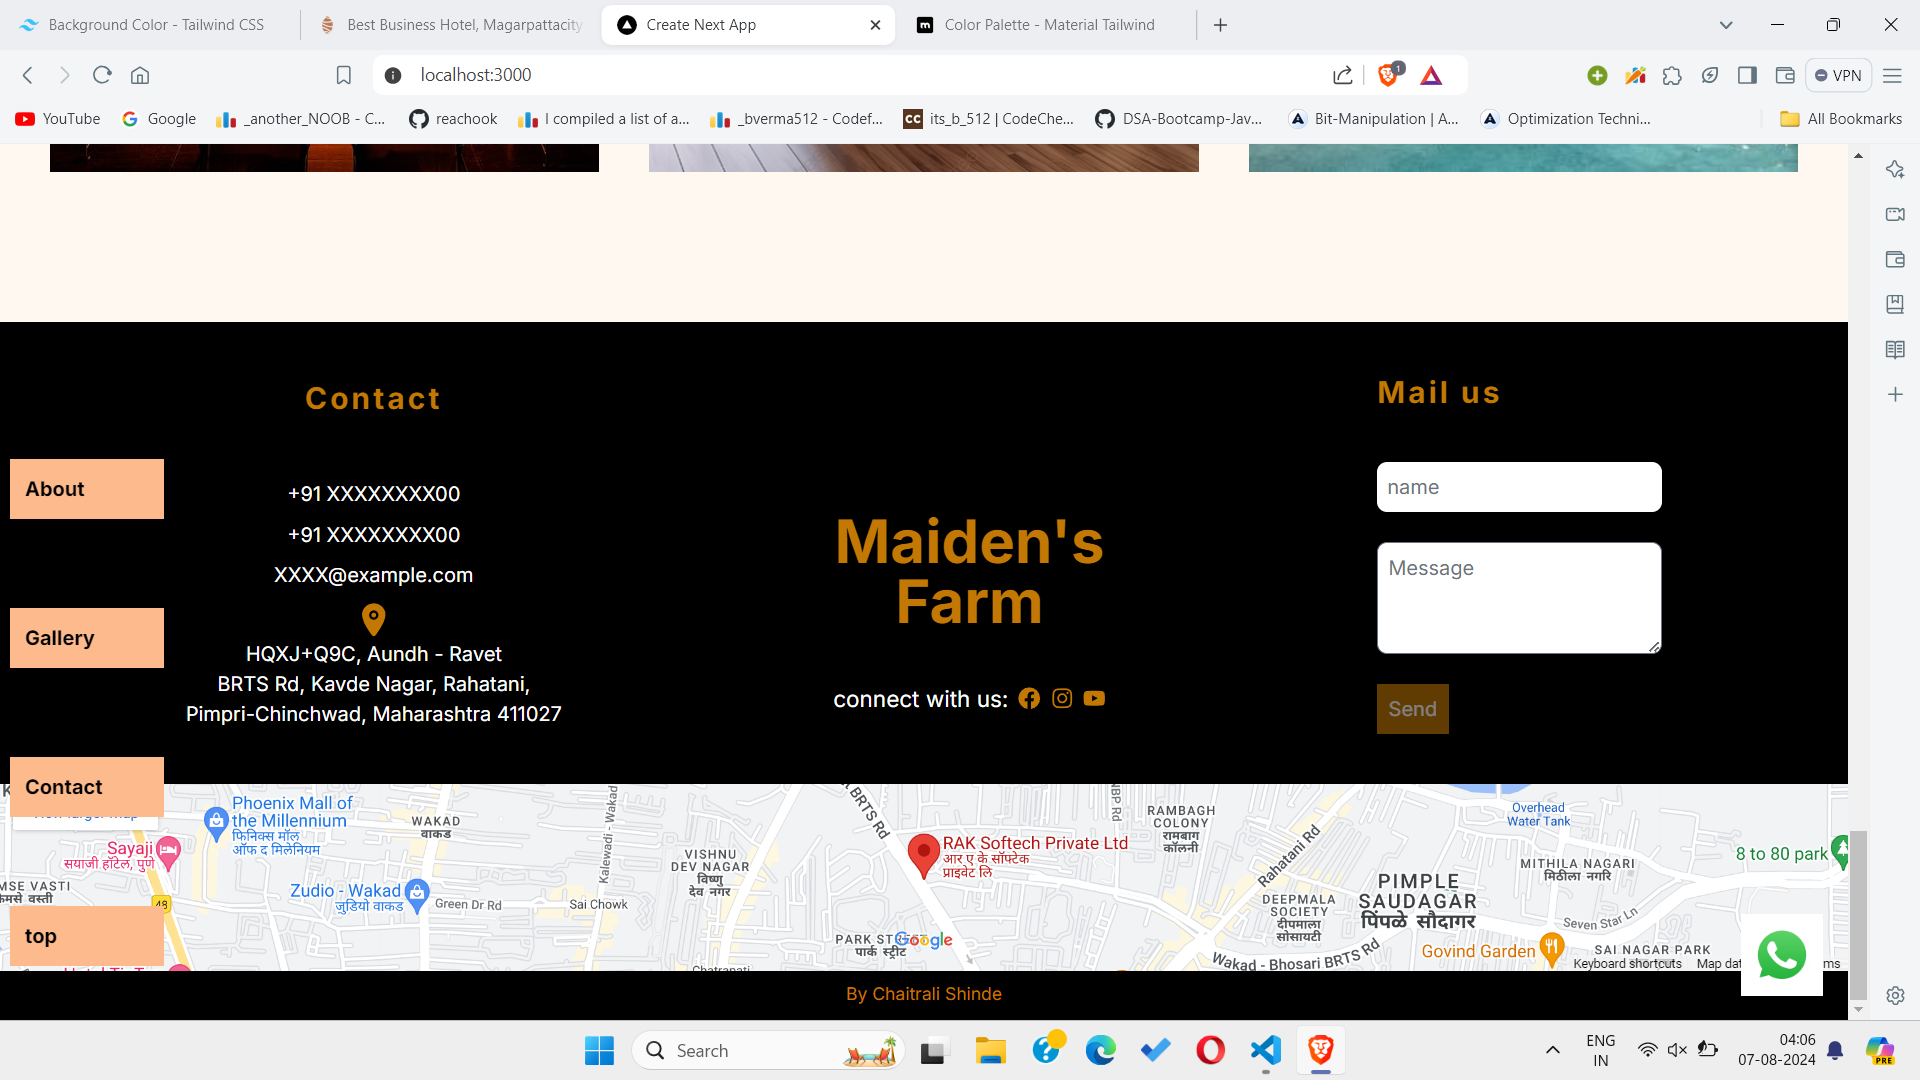 Background Color - Tailwind CSS
Best Business Hotel, Magarpattacity
Create Next App
Color Palette - Material Tailwind
localhost:3000
1
VPN
YouTube
Google
_another_NOOB - C...
reachook
I compiled a list of a...
_bverma512 - Codef...
CC its_b_512 | CodeChe...
DSA-Bootcamp-Jav...
Bit-Manipulation | A...
Optimization Techni...
All Bookmarks
Contact
+91 XXXXXXXX00
+91 XXXXXXXX00
XXXX@example.com
HQXJ+Q9C, Aundh - Ravet
BRTS Rd, Kavde Nagar, Rahatani,
Pimpri-Chinchwad, Maharashtra 411027
About
Gallery
Contact
top
Maiden's
Farm
connect with us:
Mail us
name
Message
Send
Phoenix Mall of
the Millennium
फिनिक्स मॉल
ऑफ द मिलेनियम
Sayaji
सयाजी हॉटेल, पुणे
48
Zudio - Wakad
जुडियो वाकड
WAKAD
वाकड
Green Dr Rd
Kalewadi - Wakad
Sai Chowk
VISHNU
DEV NAGAR
विष्णु
देव नगर
BRTS Rd
RAK Softech Private Ltd
आर ए के सॉफ्टेक
प्राइवेट लि
PARK STREET
पार्क स्ट्रीट
Google
NBP Rd
RAMBAGH
COLONY
रामबाग
कॉलनी
Rahatani Rd
DEEPMALA
SOCIETY
दीपमाला
सोसायटी
Wakad - Bhosari BRTS Rd
PIMPLE
SAUDAGAR
पिंपळे सौदागर
Govind Garden
Overhead
Water Tank
MITHILA NAGARI
मिठीला नगरि
Seven Star Ln
SAI NAGAR PARK
8 to 80 park
Keyboard shortcuts
Map dat
ms
By Chaitrali Shinde
Search
ENG
IN
04:06
07-08-2024
PRE